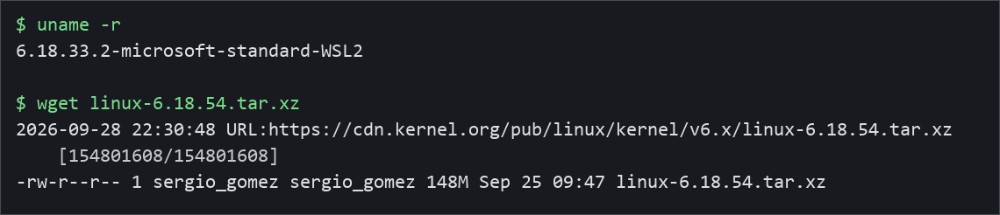 $ uname -r
6.18.33.2-microsoft-standard-WSL2
$ wget linux-6.18.54.tar.xz
2026-09-28 22:30:48 URL:https://cdn.kernel.org/pub/linux/kernel/v6.x/linux-6.18.54.tar.xz
[154801608/154801608]
-rw-r--r-- 1 sergio_gomez sergio_gomez 148M Sep 25 09:47 linux-6.18.54.tar.xz